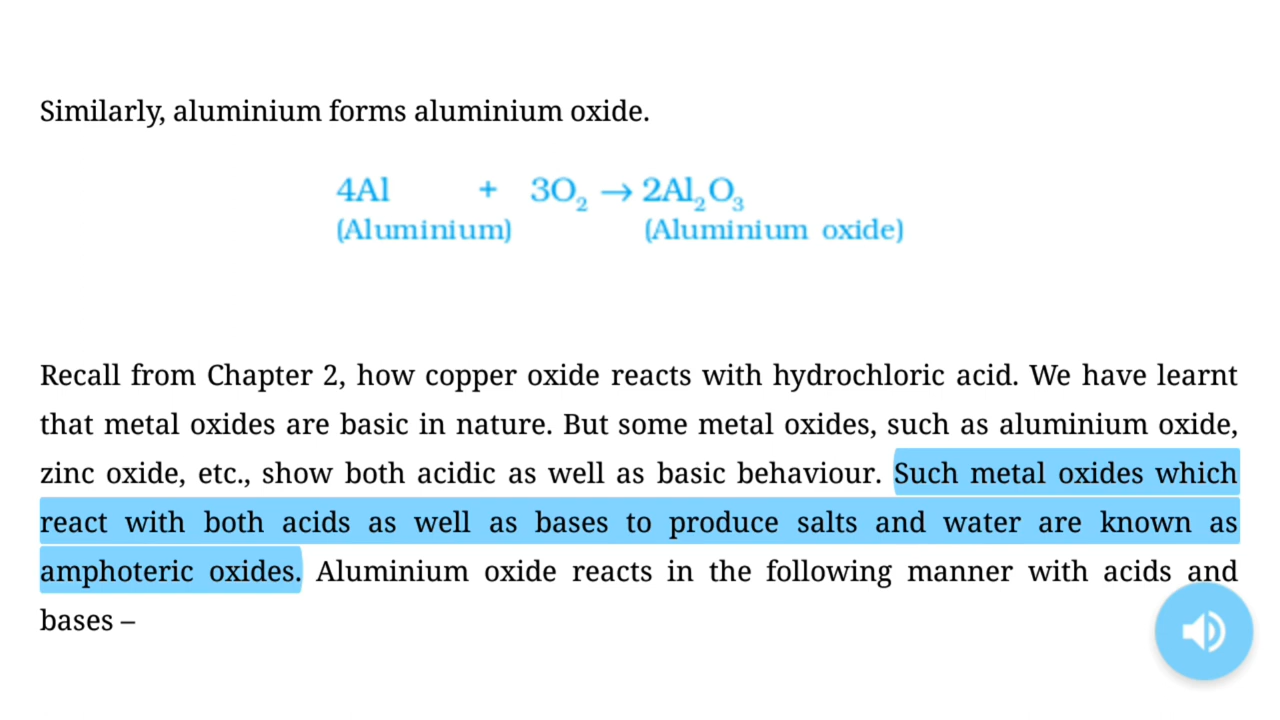 Similarly, aluminium forms aluminium oxide.
4Al + 3O₂ → 2Al₂O₃
(Aluminium) (Aluminium oxide)
Recall from Chapter 2, how copper oxide reacts with hydrochloric acid. We have learnt
that metal oxides are basic in nature. But some metal oxides, such as aluminium oxide,
zinc oxide, etc., show both acidic as well as basic behaviour. Such metal oxides which
react with both acids as well as bases to produce salts and water are known as
amphoteric oxides. Aluminium oxide reacts in the following manner with acids and
bases –